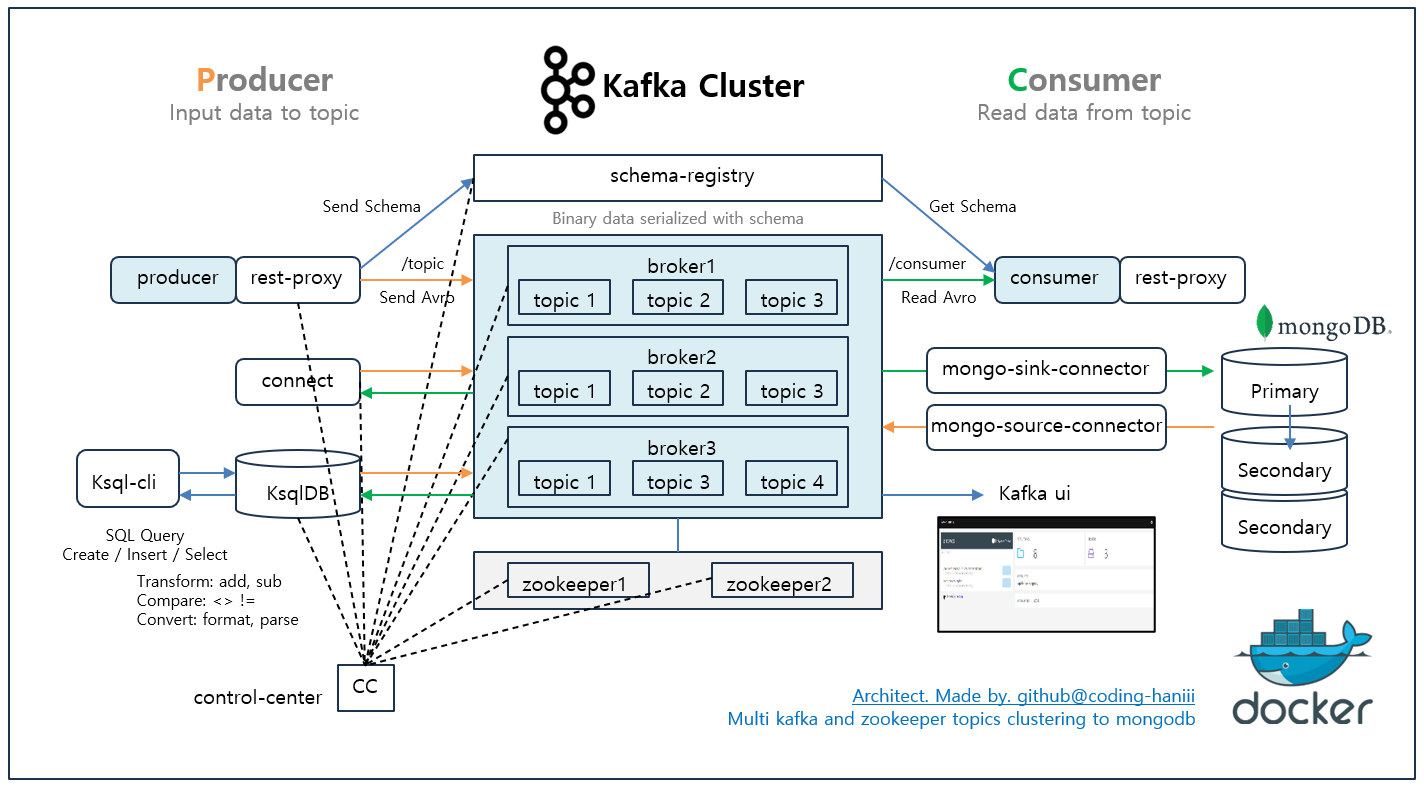 Producer
Input data to topic
Kafka Cluster
Consumer
Read data from topic
schema-registry
Send Schema
Get Schema
Binary data serialized with schema
producer
rest-proxy
/topic
Send Avro
broker1
topic 1
topic 2
topic 3
/consumer
Read Avro
consumer
rest-proxy
mongoDB
connect
broker2
topic 1
topic 2
topic 3
mongo-sink-connector
Primary
mongo-source-connector
Ksql-cli
KsqlDB
broker3
topic 1
topic 3
topic 4
Secondary
Kafka ui
Secondary
SQL Query
Create / Insert / Select
Transform: add, sub
Compare: <> !=
Convert: format, parse
zookeeper1
zookeeper2
control-center
CC
Architect. Made by. github@coding-haniii
Multi kafka and zookeeper topics clustering to mongodb
docker